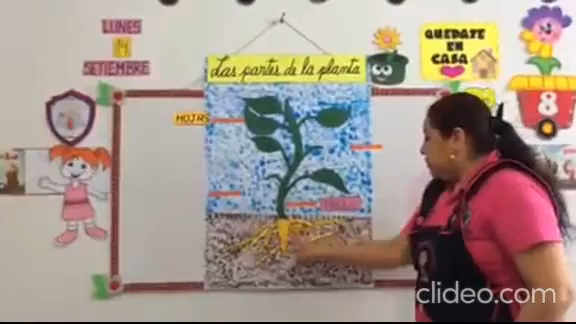 LUNES
14
SETIEMBRE
Las partes de la planta
QUEDATE
EN
CASA
HOJAS
8
clideo.com